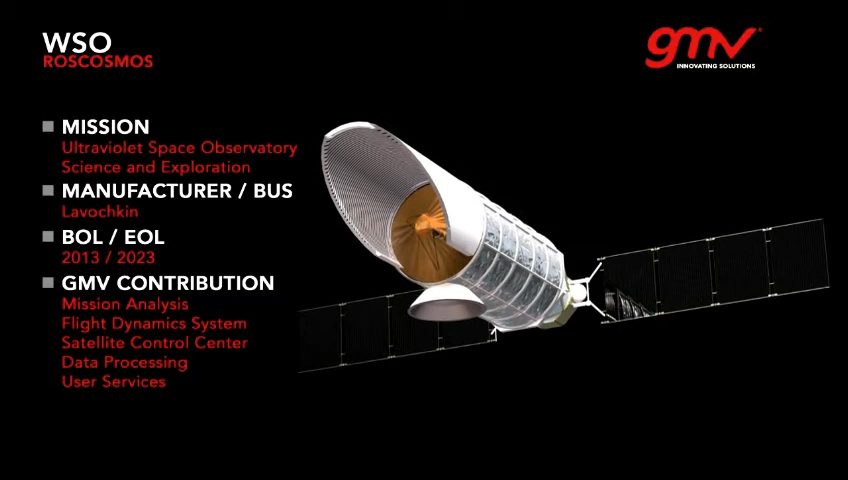 WSO
ROSCOSMOS
gmv
INNOVATING SOLUTIONS
MISSION
Ultraviolet Space Observatory
Science and Exploration
MANUFACTURER / BUS
Lavochkin
BOL / EOL
2013 / 2023
GMV CONTRIBUTION
Mission Analysis
Flight Dynamics System
Satellite Control Center
Data Processing
User Services